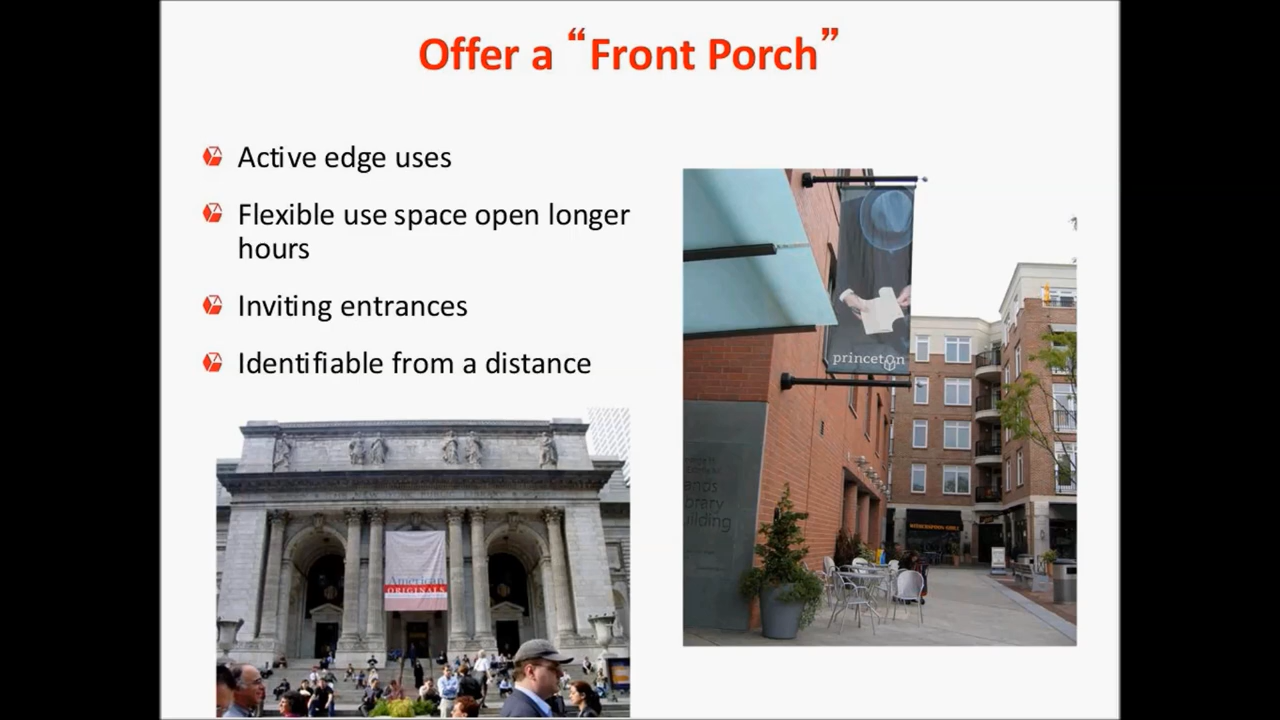 Offer a “Front Porch”
Active edge uses
Flexible use space open longer
hours
Inviting entrances
Identifiable from a distance
American
ORIGINALS
princeton